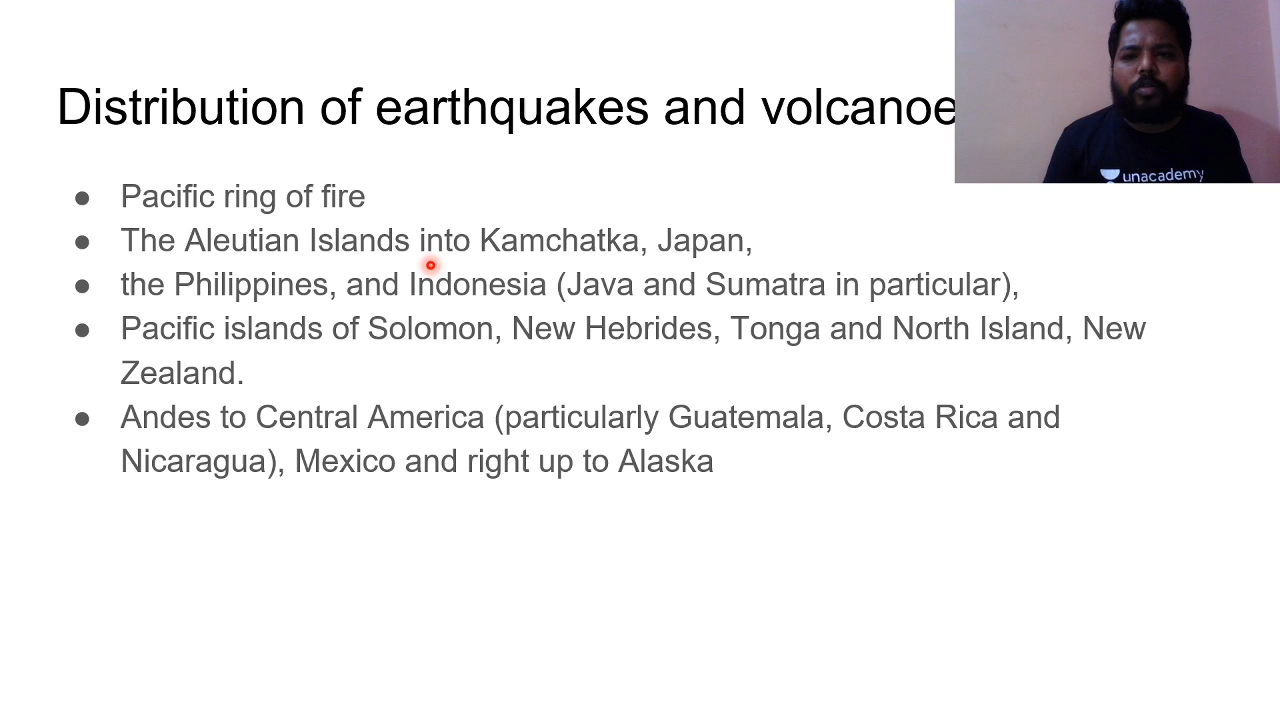 Distribution of earthquakes and volcanoe
● Pacific ring of fire
● The Aleutian Islands into Kamchatka, Japan,
● the Philippines, and Indonesia (Java and Sumatra in particular),
● Pacific islands of Solomon, New Hebrides, Tonga and North Island, New
Zealand.
● Andes to Central America (particularly Guatemala, Costa Rica and
Nicaragua), Mexico and right up to Alaska
unacademy